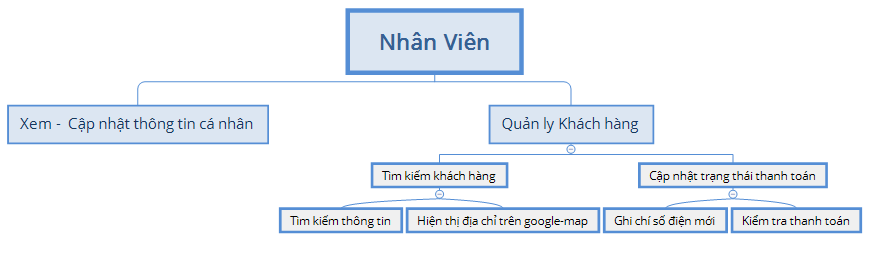 Nhân Viên
Xem - Cập nhật thông tin cá nhân
Quản ly Khách hàng
Tìm kiếm khách hàng
Cập nhật trạng thái thanh toán
Tìm kiếm thông tin
Hiện thị địa chỉ trên google-map
Ghi chí số điện mới
Kiểm tra thanh toán